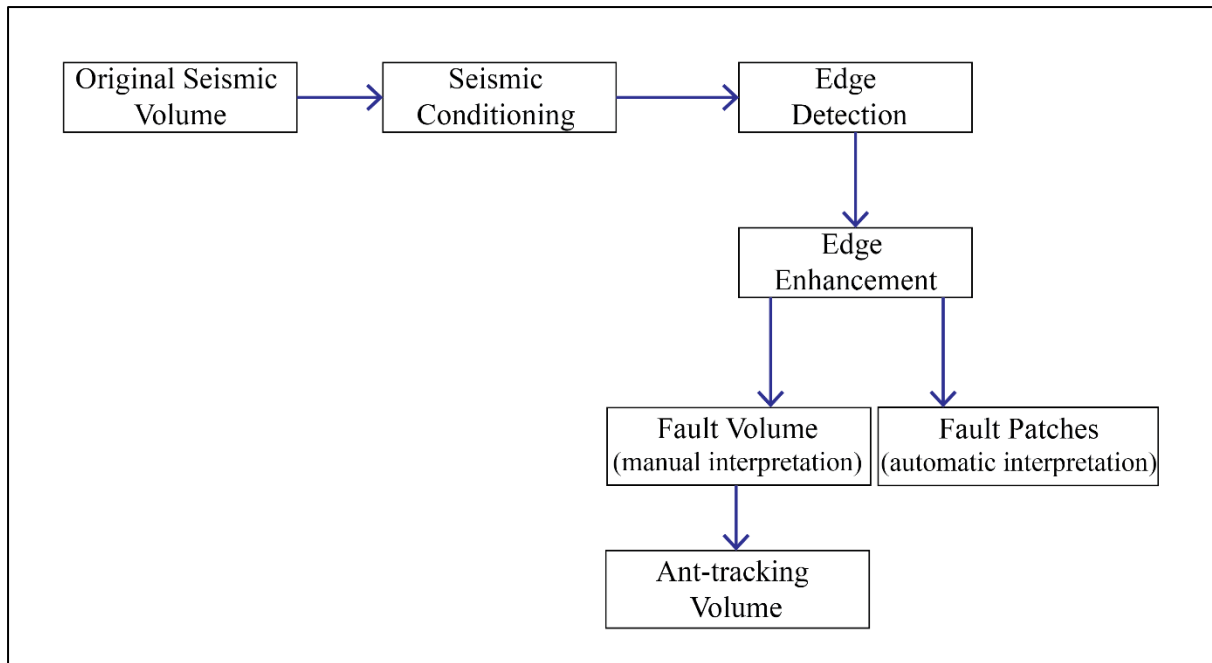 Original Seismic
Volume
Seismic
Conditioning
Edge
Detection
Edge
Enhancement
Fault Volume
(manual interpretation)
Fault Patches
(automatic interpretation)
Ant-tracking
Volume